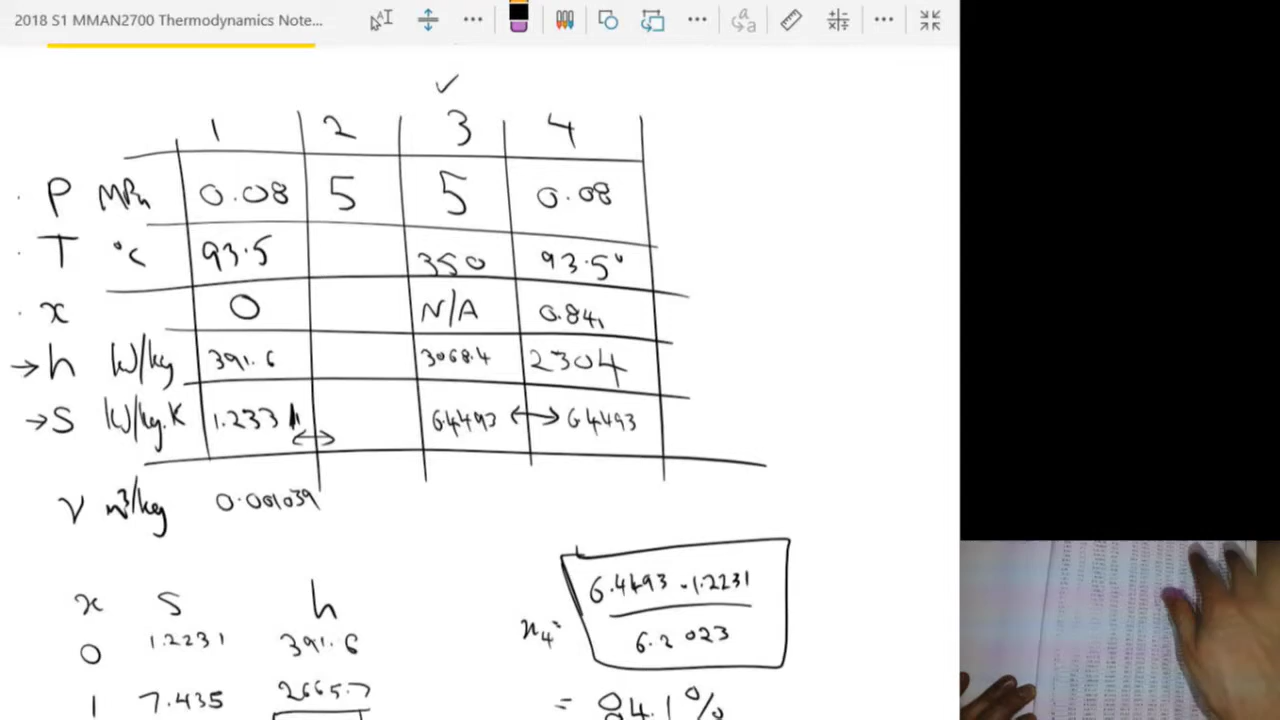 2018 S1 MMAN2700 Thermodynamics Note...
1 2 3 4
P MPa 0.08 5 5 0.08
T °C 93.5 350 93.5°
x 0 N/A 0.841
→ h kJ/kg 391.6 3068.4 2304
→ S kJ/kg.K 1.233 ↔ 6.4493 ↔ 6.4493
v m³/kg 0.001039
x S h
0 1.2231 391.6
1 7.435 2665.7
x4 = 6.4493 - 1.2231
6.2023
= 84.1%